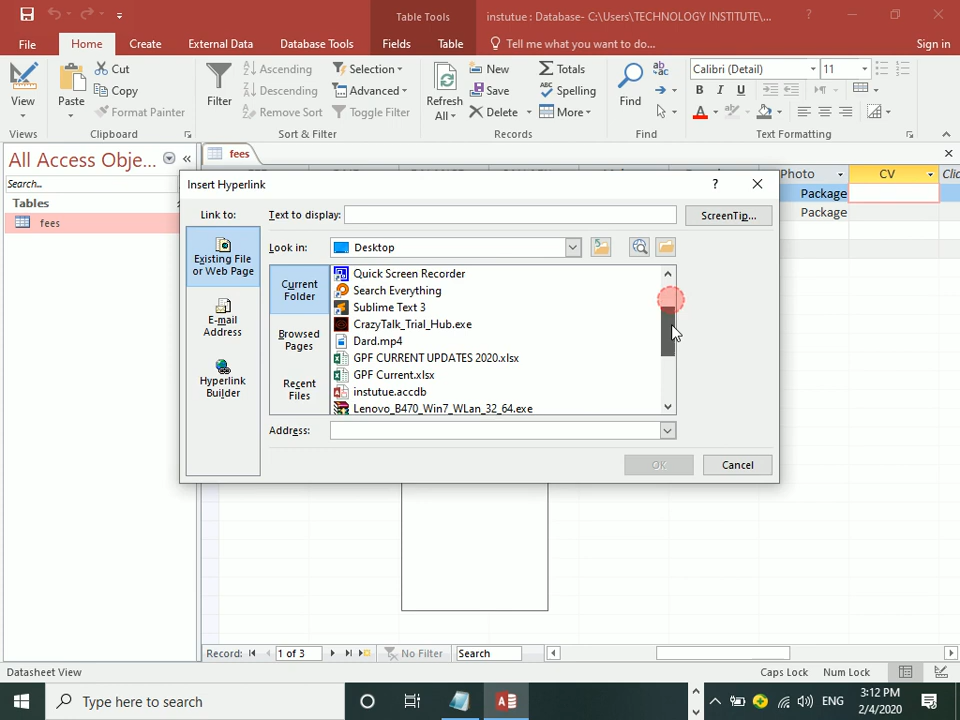 Table Tools
instutue : Database- C:\Users\TECHNOLOGY INSTITUTE\...
File Home Create External Data Database Tools Fields Table Tell me what you want to do... Sign in
View
Views
Paste
Cut
Copy
Format Painter
Clipboard
Filter
Ascending
Descending
Remove Sort
Selection
Advanced
Toggle Filter
Sort & Filter
Refresh All
New
Save
Delete
Totals
Spelling
More
Records
Find
Find
Calibri (Detail) 11
B I U
A
Text Formatting
All Access Obje...
Search...
Tables
fees
fees
Photo CV
Package
Package
Insert Hyperlink
Link to:
Existing File or Web Page
E-mail Address
Hyperlink Builder
Text to display:
ScreenTip...
Look in: Desktop
Current Folder
Browsed Pages
Recent Files
Quick Screen Recorder
Search Everything
Sublime Text 3
CrazyTalk_Trial_Hub.exe
Dard.mp4
GPF CURRENT UPDATES 2020.xlsx
GPF Current.xlsx
instutue.accdb
Lenovo_B470_Win7_WLan_32_64.exe
Address:
OK Cancel
Record: 1 of 3 No Filter Search
Datasheet View Caps Lock Num Lock
Type here to search
ENG
3:12 PM
2/4/2020